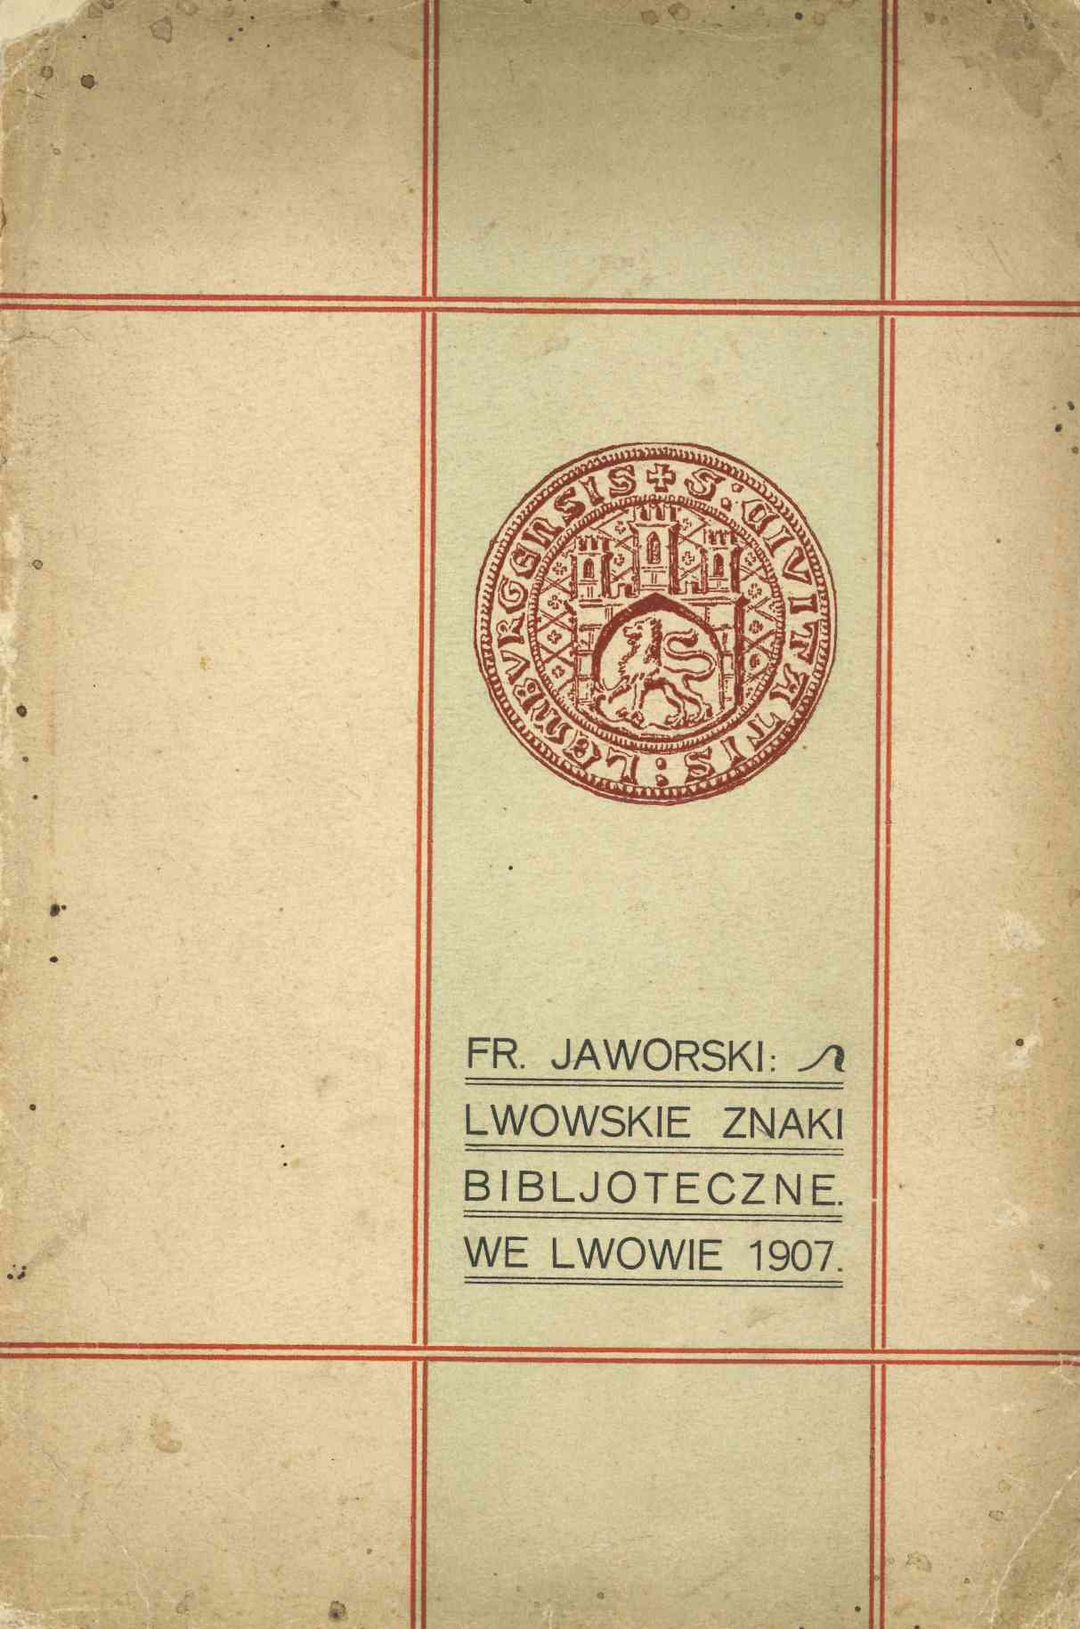 ✠ S: CIVITATIS: LEMBVRGENSIS
FR. JAWORSKI:
LWOWSKIE ZNAKI
BIBLJOTECZNE.
WE LWOWIE 1907.